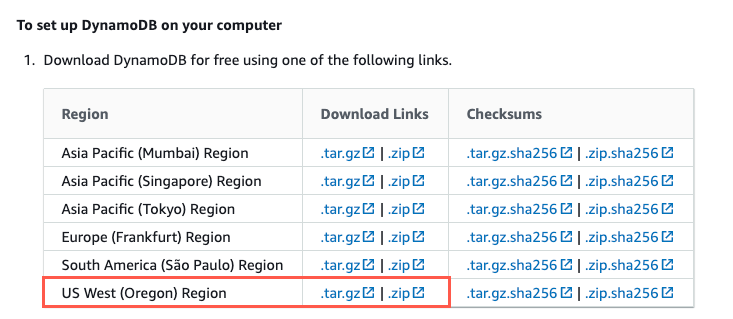 To set up DynamoDB on your computer
1. Download DynamoDB for free using one of the following links.
Region Download Links Checksums
Asia Pacific (Mumbai) Region .tar.gz | .zip .tar.gz.sha256 | .zip.sha256
Asia Pacific (Singapore) Region .tar.gz | .zip .tar.gz.sha256 | .zip.sha256
Asia Pacific (Tokyo) Region .tar.gz | .zip .tar.gz.sha256 | .zip.sha256
Europe (Frankfurt) Region .tar.gz | .zip .tar.gz.sha256 | .zip.sha256
South America (São Paulo) Region .tar.gz | .zip .tar.gz.sha256 | .zip.sha256
US West (Oregon) Region .tar.gz | .zip .tar.gz.sha256 | .zip.sha256